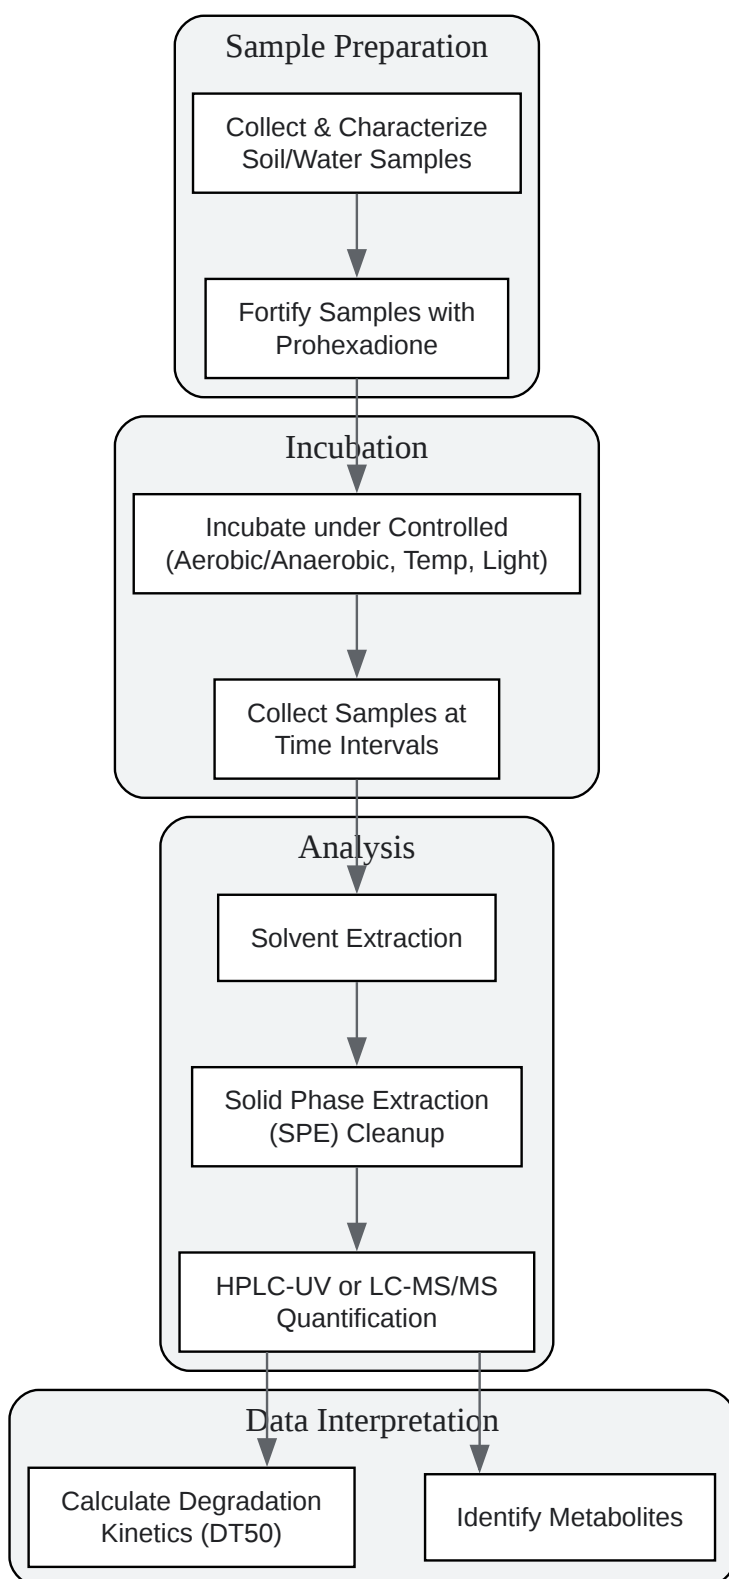 Sample Preparation
Collect & Characterize
Soil/Water Samples
Fortify Samples with
Prohexadione
Incubation
Incubate under Controlled
(Aerobic/Anaerobic, Temp, Light)
Collect Samples at
Time Intervals
Analysis
Solvent Extraction
Solid Phase Extraction
(SPE) Cleanup
HPLC-UV or LC-MS/MS
Quantification
Data Interpretation
Calculate Degradation
Kinetics (DT50)
Identify Metabolites